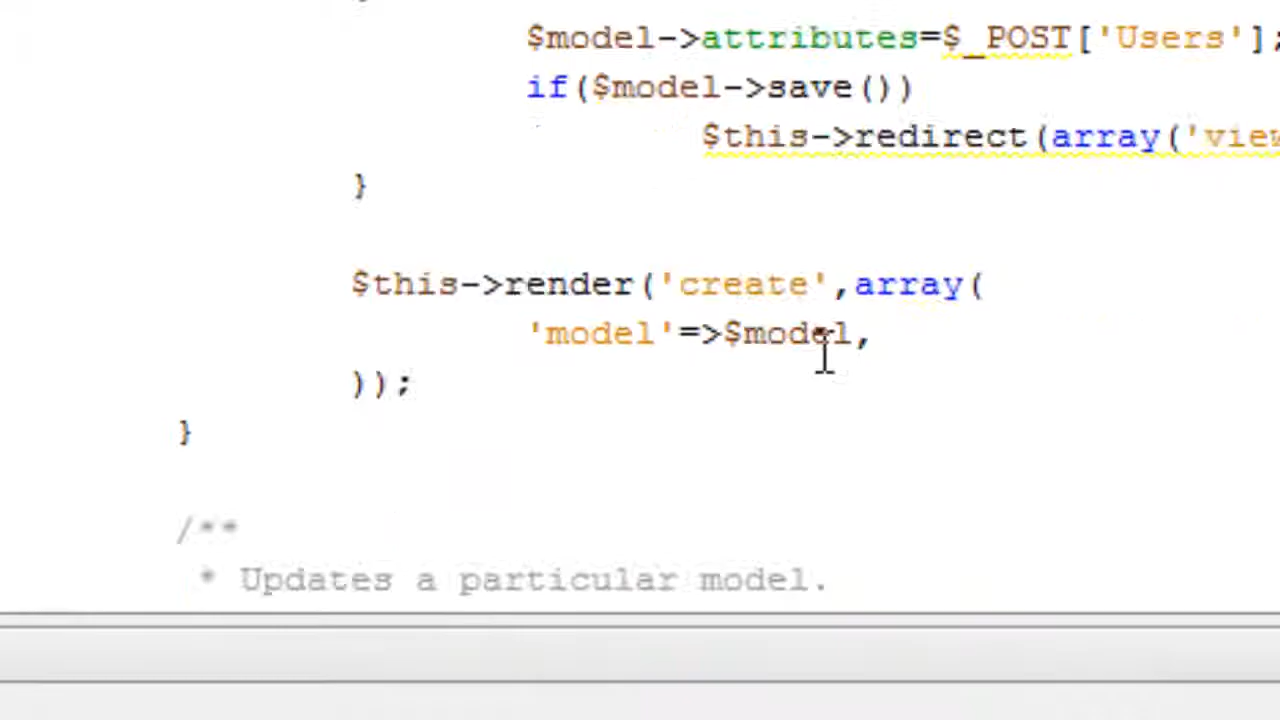 $model->attributes=$_POST['Users'];
if($model->save())
$this->redirect(array('view
}
$this->render('create',array(
'model'=>$model,
));
}
/**
* Updates a particular model.